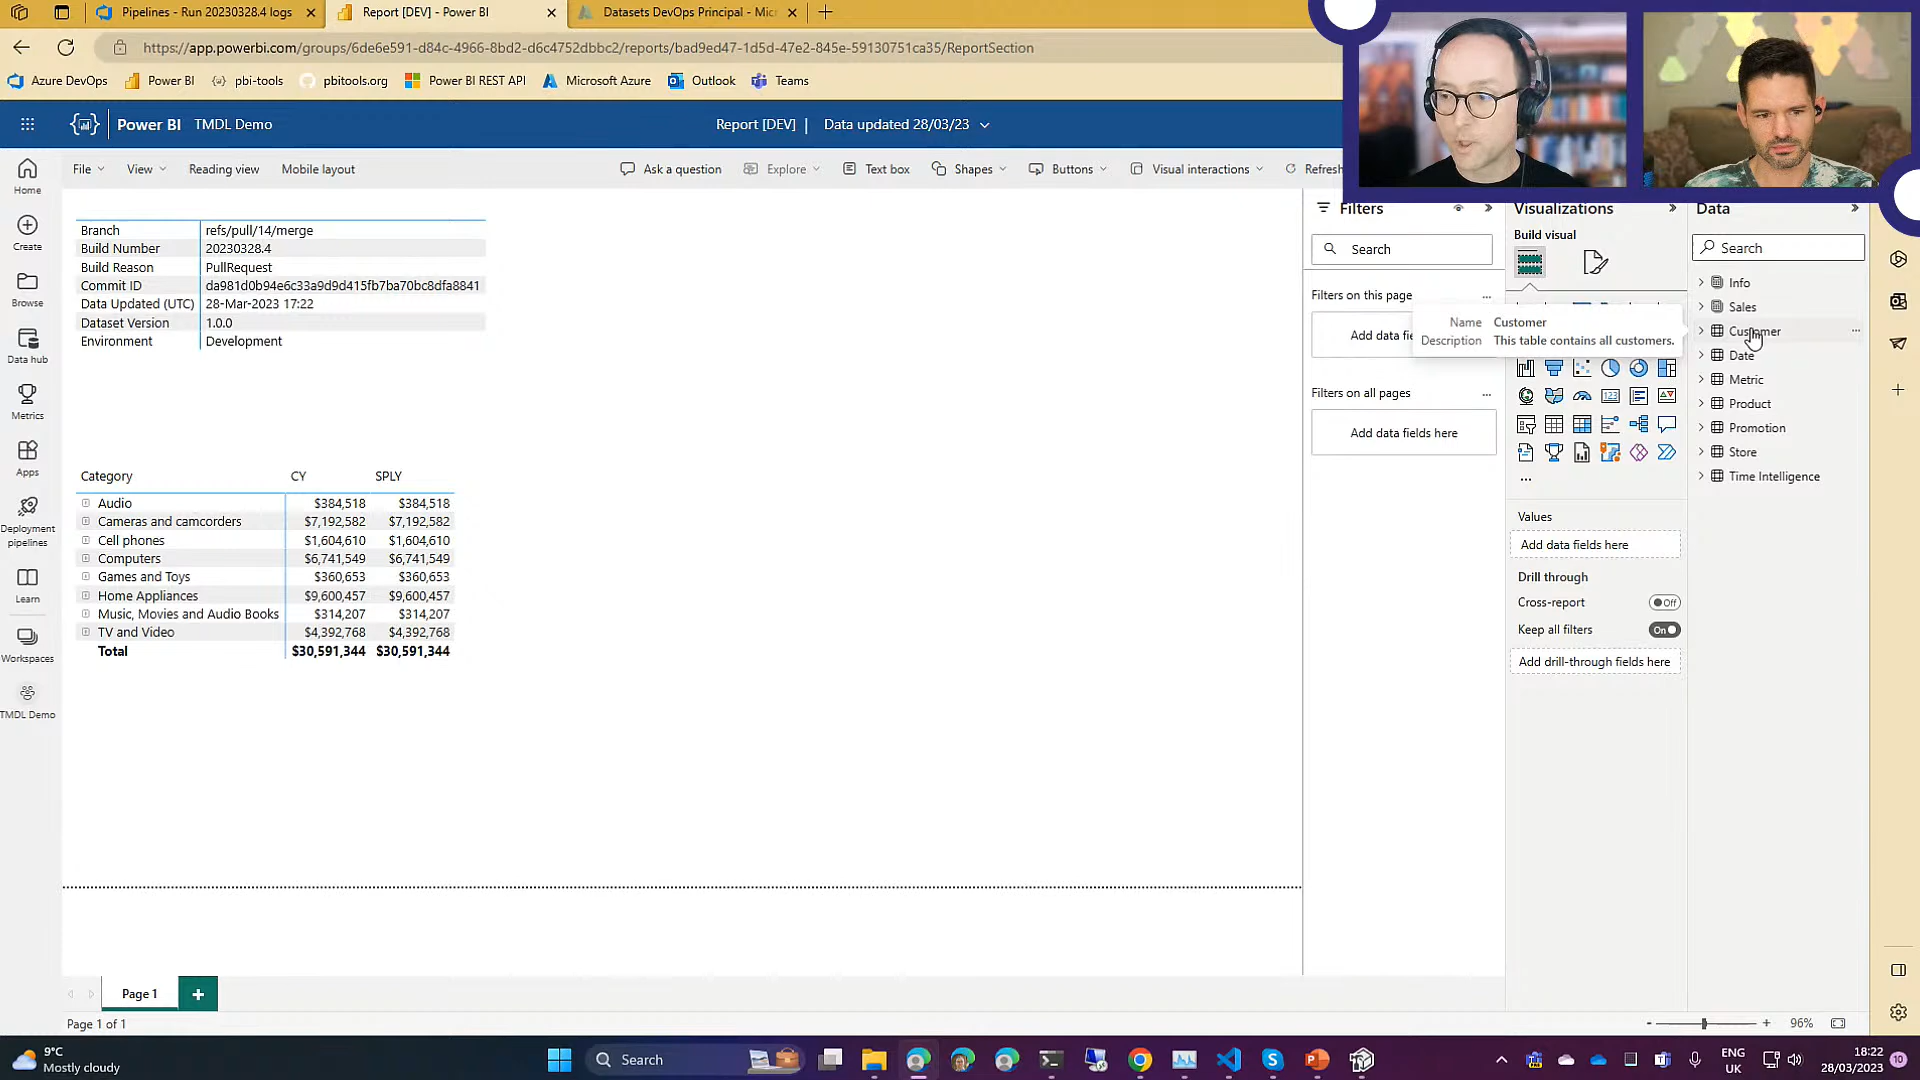 Pipelines - Run 20230328.4 logs
Report [DEV] - Power BI
Datasets DevOps Principal - Mic
https://app.powerbi.com/groups/6de6e591-d84c-4966-8bd2-d6c4752dbbc2/reports/bad9ed47-1d5d-47e2-845e-59130751ca35/ReportSection
Azure DevOps
Power BI
pbi-tools
pbitools.org
Power BI REST API
Microsoft Azure
Outlook
Teams
Power BI
TMDL Demo
Report [DEV] | Data updated 28/03/23
File
View
Reading view
Mobile layout
Ask a question
Explore
Text box
Shapes
Buttons
Visual interactions
Refresh
Home
Create
Browse
Data hub
Metrics
Apps
Deployment
pipelines
Learn
Workspaces
TMDL Demo
Branch refs/pull/14/merge
Build Number 20230328.4
Build Reason PullRequest
Commit ID da981d0b94e6c33a9d9d415fb7ba70bc8dfa8841
Data Updated (UTC) 28-Mar-2023 17:22
Dataset Version 1.0.0
Environment Development
Category CY SPLY
Audio $384,518 $384,518
Cameras and camcorders $7,192,582 $7,192,582
Cell phones $1,604,610 $1,604,610
Computers $6,741,549 $6,741,549
Games and Toys $360,653 $360,653
Home Appliances $9,600,457 $9,600,457
Music, Movies and Audio Books $314,207 $314,207
TV and Video $4,392,768 $4,392,768
Total $30,591,344 $30,591,344
Filters
Search
Filters on this page
Add data fie
Filters on all pages
Add data fields here
Visualizations
Build visual
Name Customer
Description This table contains all customers.
Values
Add data fields here
Drill through
Cross-report
Off
Keep all filters
On
Add drill-through fields here
Data
Search
Info
Sales
Customer
Date
Metric
Product
Promotion
Store
Time Intelligence
Page 1
Page 1 of 1
96%
9°C
Mostly cloudy
Search
ENG
UK
18:22
28/03/2023
10